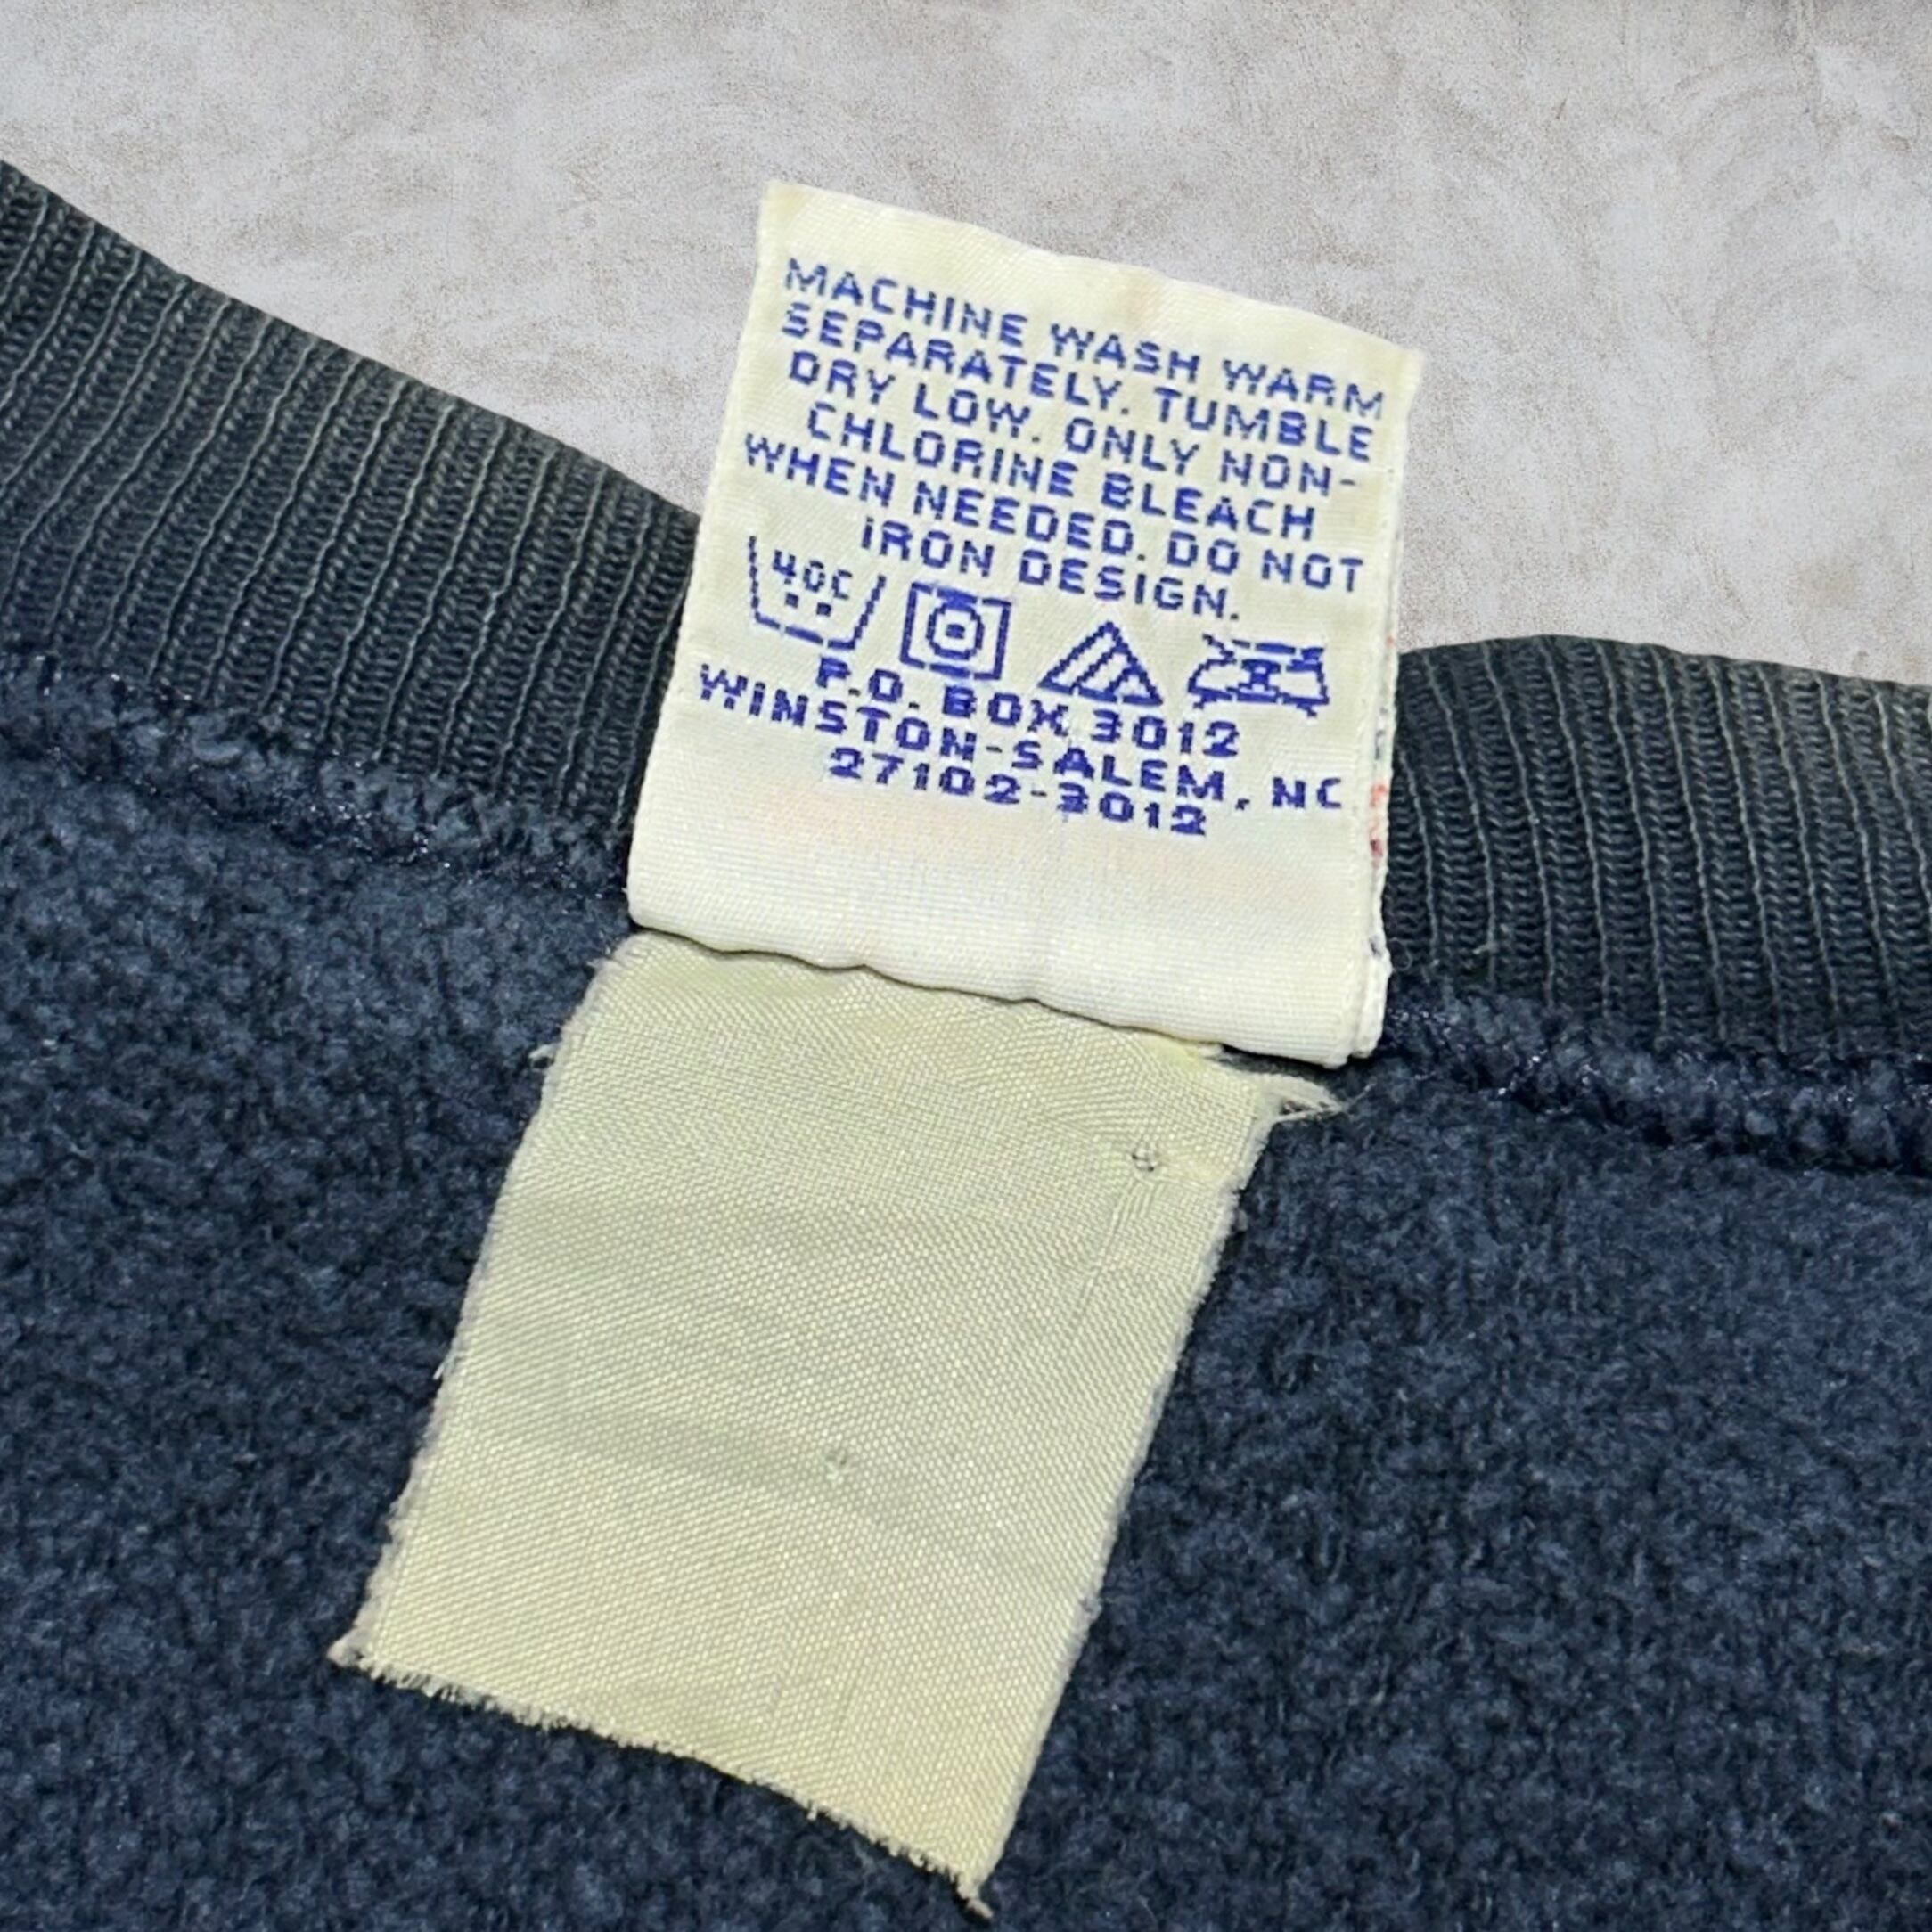 MACHINE WASH WARM
SEPARATELY. TUMBLE
DRY LOW. ONLY NON-
CHLORINE BLEACH
WHEN NEEDED. DO NOT
IRON DESIGN.
40C
P.O. BOX 3012
WINSTON-SALEM, NC
27102-3012